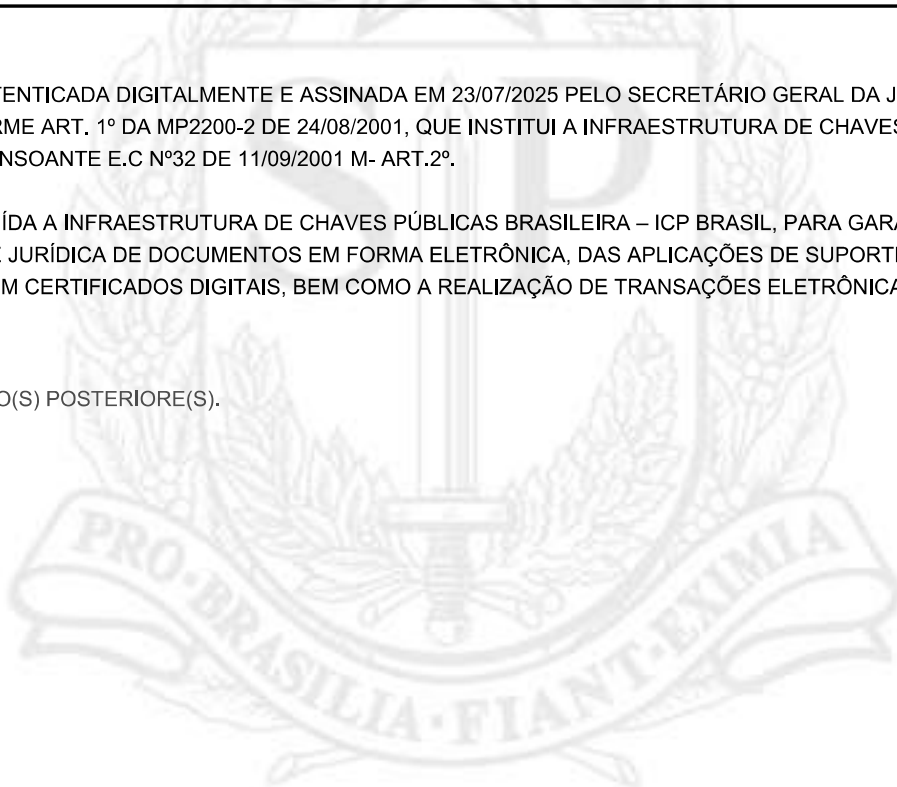 TENTICADA DIGITALMENTE E ASSINADA EM 23/07/2025 PELO SECRETÁRIO GERAL DA J
RME ART. 1º DA MP2200-2 DE 24/08/2001, QUE INSTITUI A INFRAESTRUTURA DE CHAVES
NSOANTE E.C Nº32 DE 11/09/2001 M- ART.2º.
ÍDA A INFRAESTRUTURA DE CHAVES PÚBLICAS BRASILEIRA – ICP BRASIL, PARA GARA
E JURÍDICA DE DOCUMENTOS EM FORMA ELETRÔNICA, DAS APLICAÇÕES DE SUPORTE
M CERTIFICADOS DIGITAIS, BEM COMO A REALIZAÇÃO DE TRANSAÇÕES ELETRÔNICA
O(S) POSTERIORE(S).
SP
PRO·BRASILIA·FIANT·EXIMIA